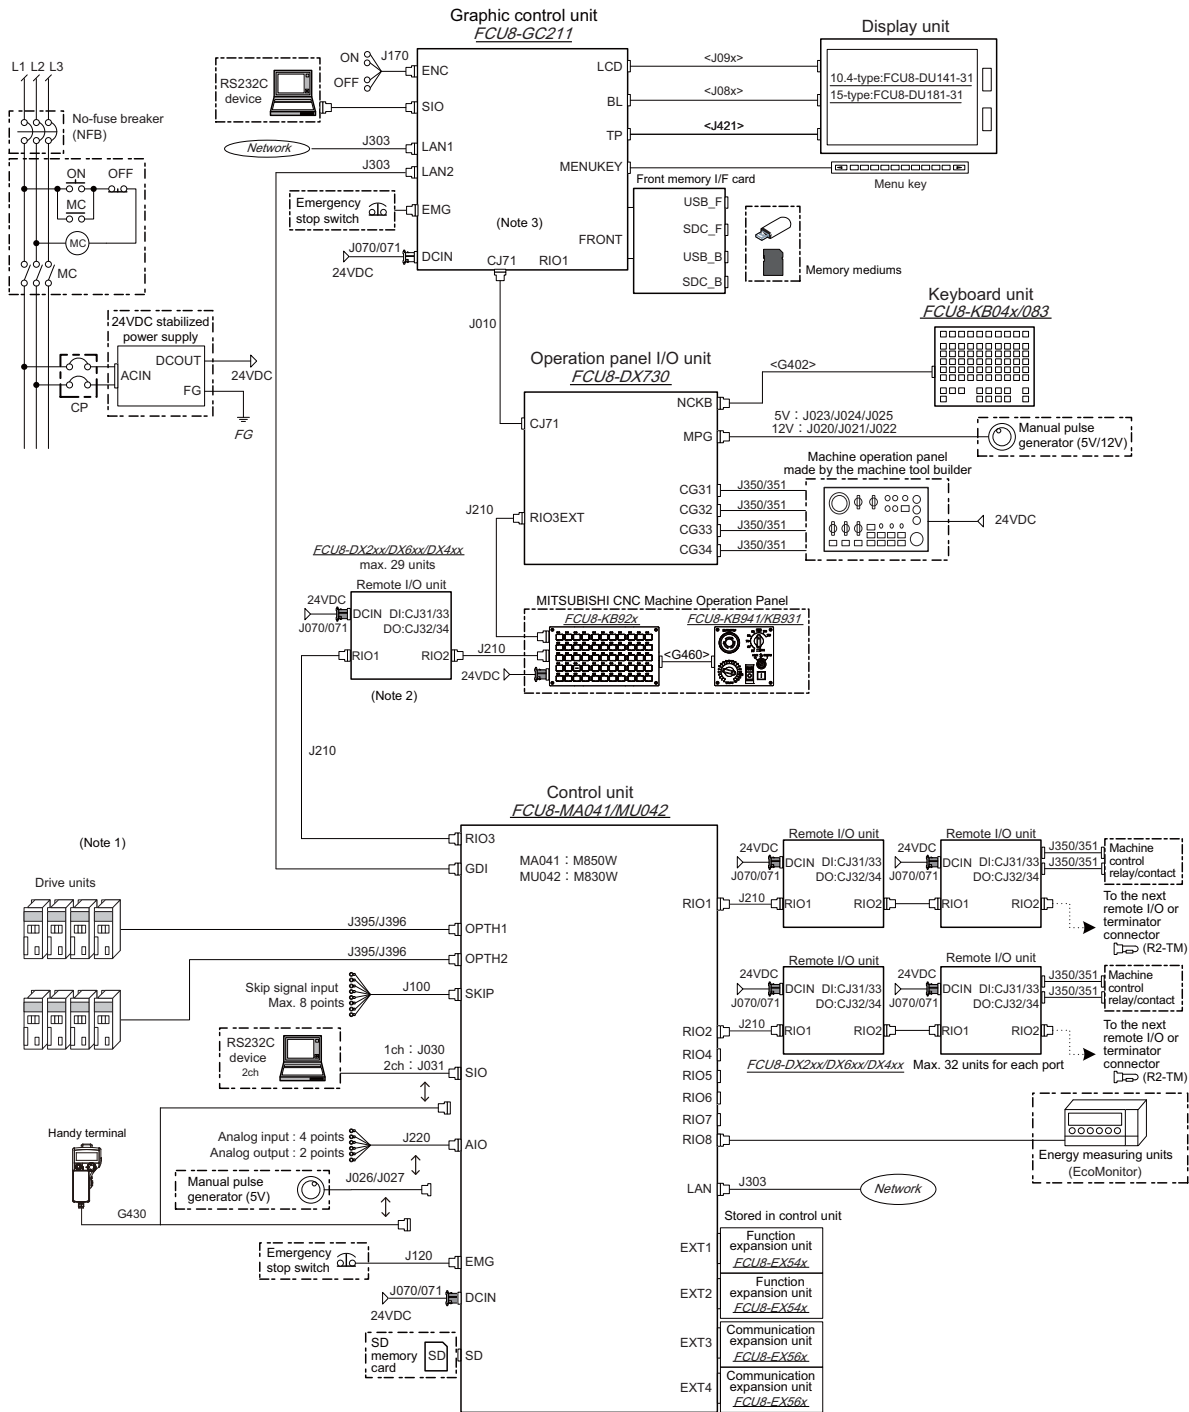 Graphic control unit
FCU8-GC211
Display unit
10.4-type:FCU8-DU141-31
15-type:FCU8-DU181-31
L1 L2 L3
No-fuse breaker
(NFB)
ON OFF
MC
MC
MC
24VDC stabilized
power supply
DCOUT
ACIN
FG
CP
24VDC
FG
RS232C
device
ON
OFF
J170
ENC
SIO
Network
J303
LAN1
J303
LAN2
Emergency
stop switch
EMG
J070/071
24VDC
DCIN
(Note 3)
CJ71
RIO1
LCD
BL
TP
MENUKEY
FRONT
<J09x>
<J08x>
<J421>
Menu key
Front memory I/F card
USB_F
SDC_F
USB_B
SDC_B
Memory mediums
J010
Operation panel I/O unit
FCU8-DX730
CJ71
RIO3EXT
NCKB
MPG
CG31
CG32
CG33
CG34
Keyboard unit
FCU8-KB04x/083
<G402>
5V : J023/J024/J025
12V : J020/J021/J022
Manual pulse
generator (5V/12V)
Machine operation panel
made by the machine tool builder
J350/351
J350/351
J350/351
J350/351
24VDC
J210
FCU8-DX2xx/DX6xx/DX4xx
max. 29 units
Remote I/O unit
24VDC
J070/071
DCIN
DI:CJ31/33
DO:CJ32/34
RIO1
RIO2
(Note 2)
J210
MITSUBISHI CNC Machine Operation Panel
FCU8-KB92x
FCU8-KB941/KB931
<G460>
24VDC
J210
Control unit
FCU8-MA041/MU042
MA041 : M850W
MU042 : M830W
(Note 1)
Drive units
RIO3
GDI
J395/J396
OPTH1
J395/J396
OPTH2
Skip signal input
Max. 8 points
J100
SKIP
RS232C
device
2ch
1ch : J030
2ch : J031
SIO
Handy terminal
G430
Analog input : 4 points
Analog output : 2 points
J220
AIO
Manual pulse
generator (5V)
J026/J027
Emergency
stop switch
J120
EMG
J070/071
24VDC
DCIN
SD
memory
card
SD
SD
RIO1
J210
Remote I/O unit
24VDC
J070/071
DCIN
DI:CJ31/33
DO:CJ32/34
RIO1
Remote I/O unit
24VDC
J070/071
DCIN
DI:CJ31/33
DO:CJ32/34
RIO2
RIO1
RIO2
J350/351
J350/351
Machine
control
relay/contact
To the next
remote I/O or
terminator
connector
(R2-TM)
RIO2
J210
Remote I/O unit
24VDC
J070/071
DCIN
DI:CJ31/33
DO:CJ32/34
RIO1
Remote I/O unit
24VDC
J070/071
DCIN
DI:CJ31/33
DO:CJ32/34
RIO2
RIO1
RIO2
J350/351
J350/351
Machine
control
relay/contact
To the next
remote I/O or
terminator
connector
(R2-TM)
FCU8-DX2xx/DX6xx/DX4xx Max. 32 units for each port
RIO4
RIO5
RIO6
RIO7
RIO8
Energy measuring units
(EcoMonitor)
LAN
J303
Network
Stored in control unit
EXT1
Function
expansion unit
FCU8-EX54x
EXT2
Function
expansion unit
FCU8-EX54x
EXT3
Communication
expansion unit
FCU8-EX56x
EXT4
Communication
expansion unit
FCU8-EX56x